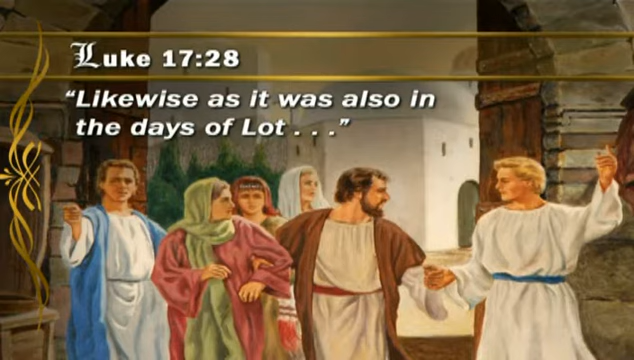 Luke 17:28
“Likewise as it was also in
the days of Lot . . .”